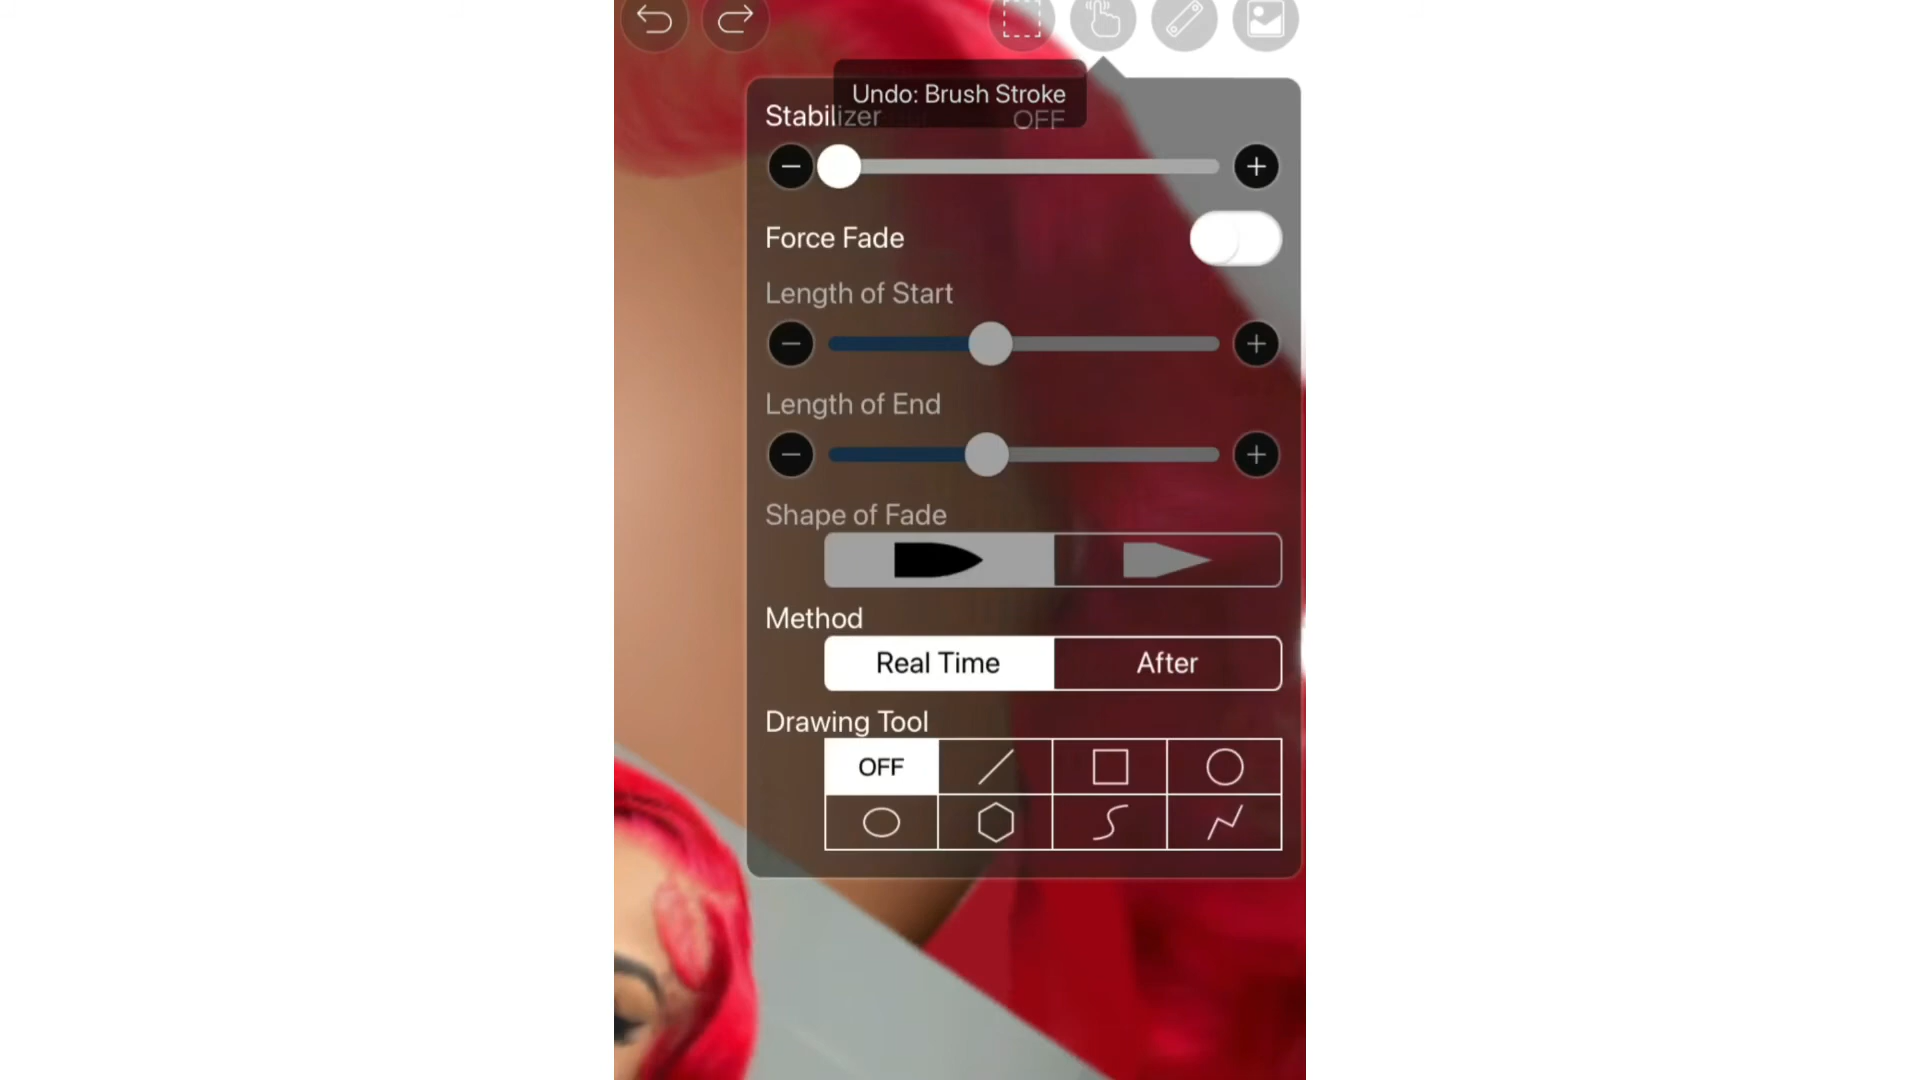 Undo: Brush Stroke
Stabilizer OFF
Force Fade
Length of Start
Length of End
Shape of Fade
Method
Real Time After
Drawing Tool
OFF